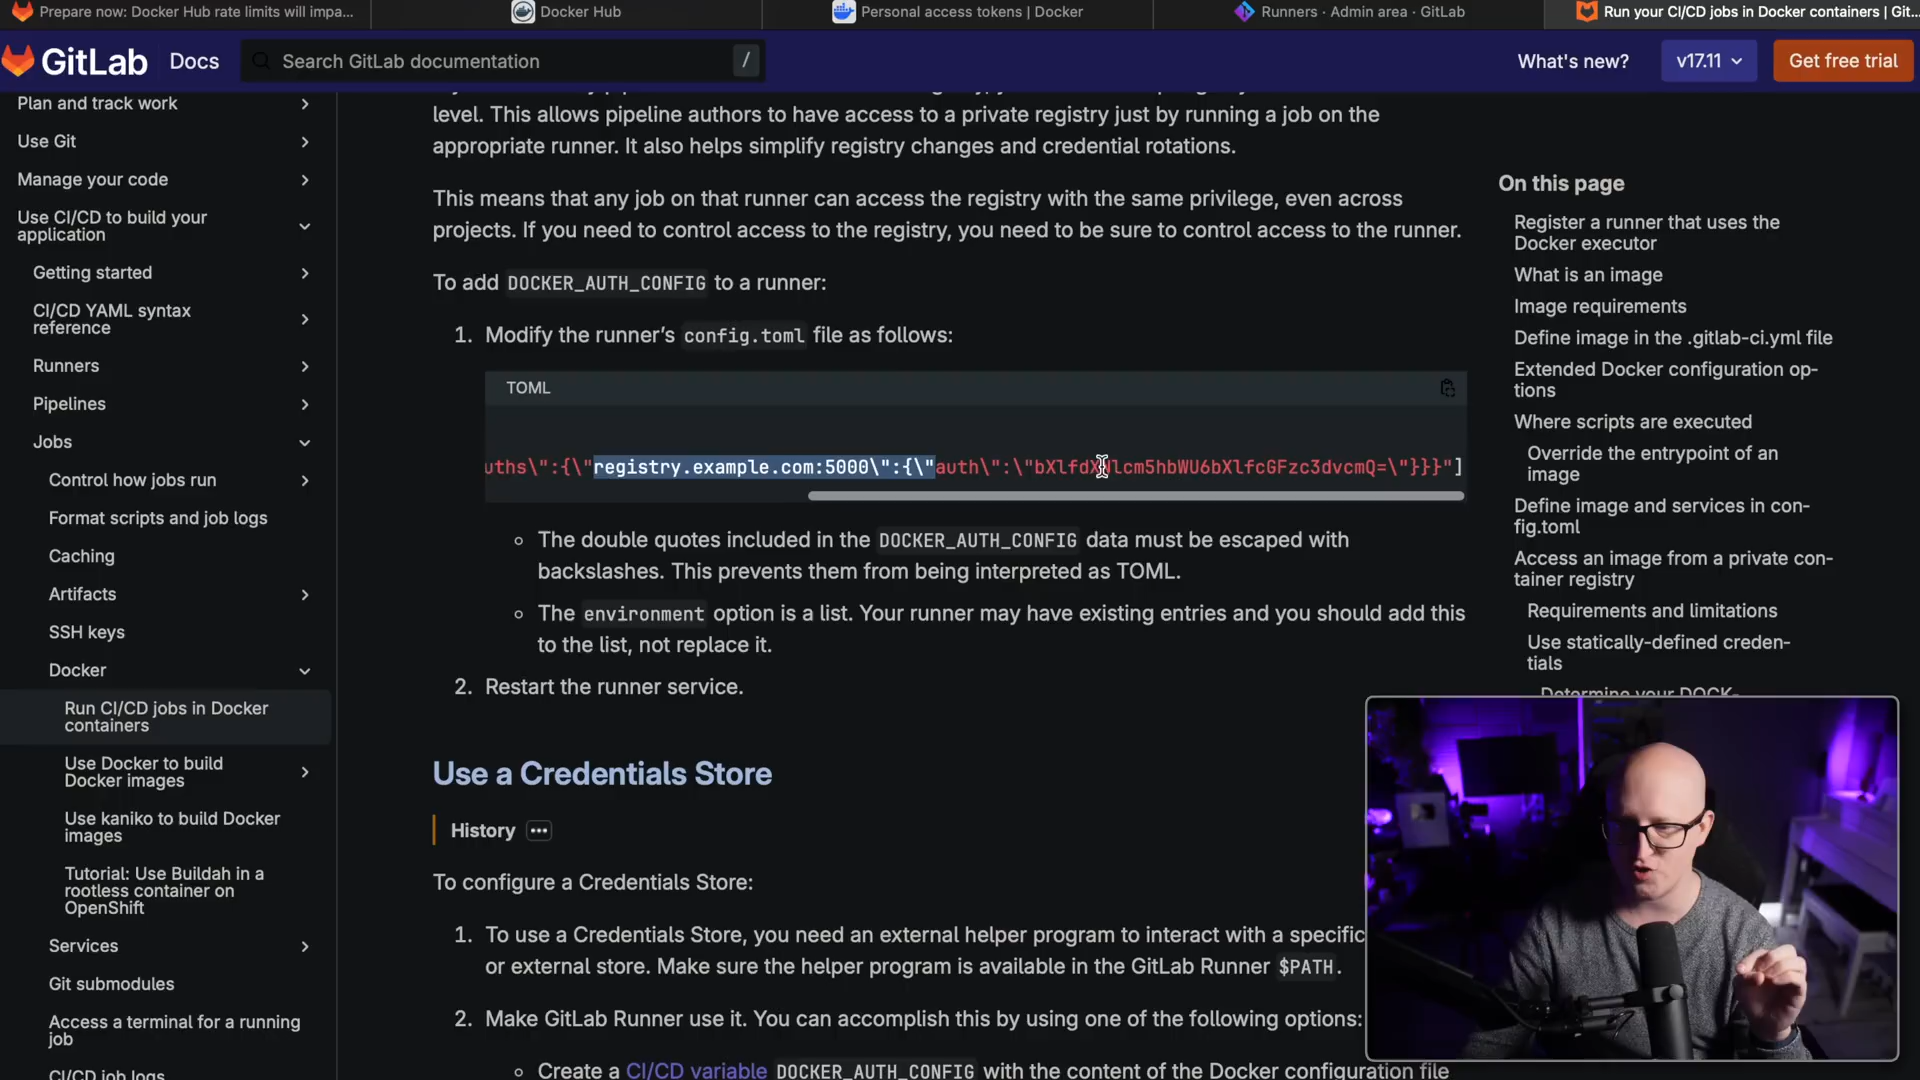 Prepare now: Docker Hub rate limits will impa...
Docker Hub
Personal access tokens | Docker
Runners · Admin area · GitLab
Run your CI/CD jobs in Docker containers | Git...
GitLab
Docs
Search GitLab documentation
/
What's new?
v17.11
Get free trial
Plan and track work
Use Git
Manage your code
Use CI/CD to build your
application
Getting started
CI/CD YAML syntax
reference
Runners
Pipelines
Jobs
Control how jobs run
Format scripts and job logs
Caching
Artifacts
SSH keys
Docker
Run CI/CD jobs in Docker
containers
Use Docker to build
Docker images
Use kaniko to build Docker
images
Tutorial: Use Buildah in a
rootless container on
OpenShift
Services
Git submodules
Access a terminal for a running
job
CI/CD job logs
level. This allows pipeline authors to have access to a private registry just by running a job on the
appropriate runner. It also helps simplify registry changes and credential rotations.
This means that any job on that runner can access the registry with the same privilege, even across
projects. If you need to control access to the registry, you need to be sure to control access to the runner.
To add DOCKER_AUTH_CONFIG to a runner:
1. Modify the runner's config.toml file as follows:
TOML
uths\":{\"registry.example.com:5000\":{\"auth\":\"bXlfdXNlcm5hbWU6bXlfcGFzc3dvcmQ=\"}}}"]
The double quotes included in the DOCKER_AUTH_CONFIG data must be escaped with
backslashes. This prevents them from being interpreted as TOML.
The environment option is a list. Your runner may have existing entries and you should add this
to the list, not replace it.
2. Restart the runner service.
Use a Credentials Store
History •••
To configure a Credentials Store:
1. To use a Credentials Store, you need an external helper program to interact with a specific
or external store. Make sure the helper program is available in the GitLab Runner $PATH.
2. Make GitLab Runner use it. You can accomplish this by using one of the following options:
Create a CI/CD variable DOCKER_AUTH_CONFIG with the content of the Docker configuration file
On this page
Register a runner that uses the
Docker executor
What is an image
Image requirements
Define image in the .gitlab-ci.yml file
Extended Docker configuration op-
tions
Where scripts are executed
Override the entrypoint of an
image
Define image and services in con-
fig.toml
Access an image from a private con-
tainer registry
Requirements and limitations
Use statically-defined creden-
tials
Determine your DOCK-